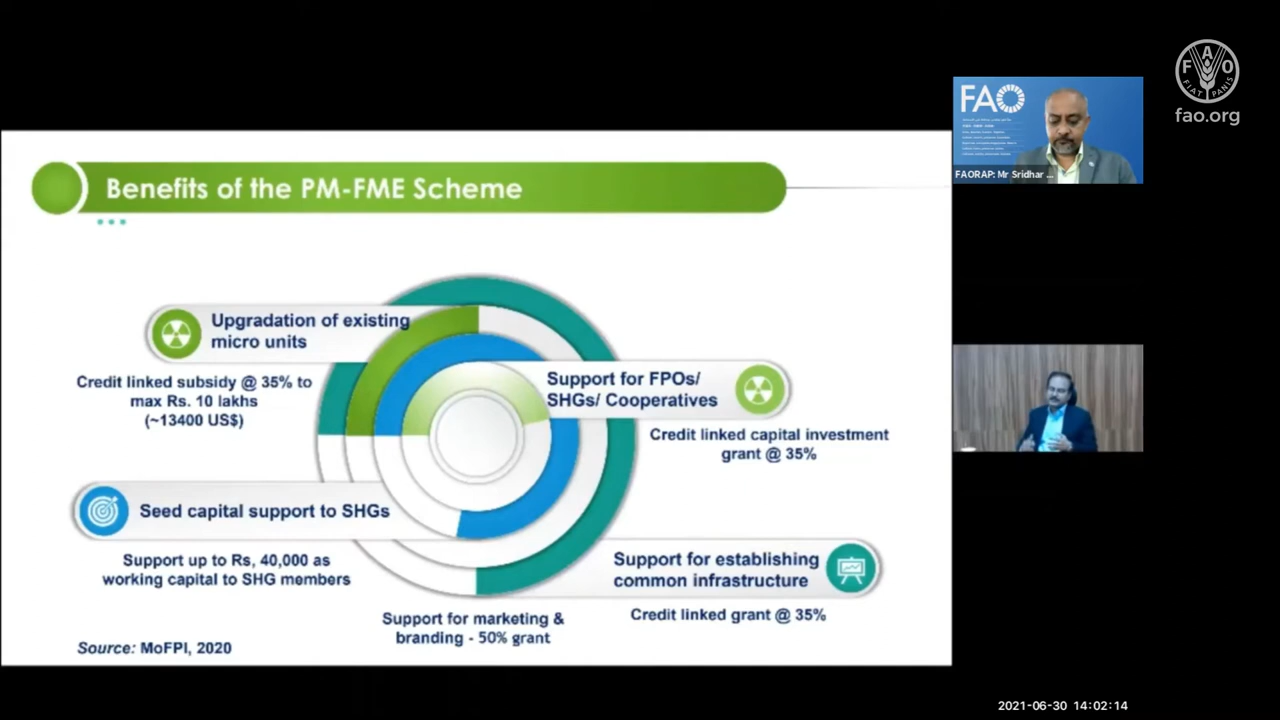 Benefits of the PM-FME Scheme
Upgradation of existing
micro units
Credit linked subsidy @ 35% to
max Rs. 10 lakhs
(~13400 US$)
Support for FPOs/
SHGs/ Cooperatives
Credit linked capital investment
grant @ 35%
Seed capital support to SHGs
Support up to Rs, 40,000 as
working capital to SHG members
Support for establishing
common infrastructure
Credit linked grant @ 35%
Support for marketing &
branding - 50% grant
Source: MoFPI, 2020
FAO
FAORAP: Mr Sridhar ...
FAO
FIAT PANIS
fao.org
2021-06-30 14:02:14